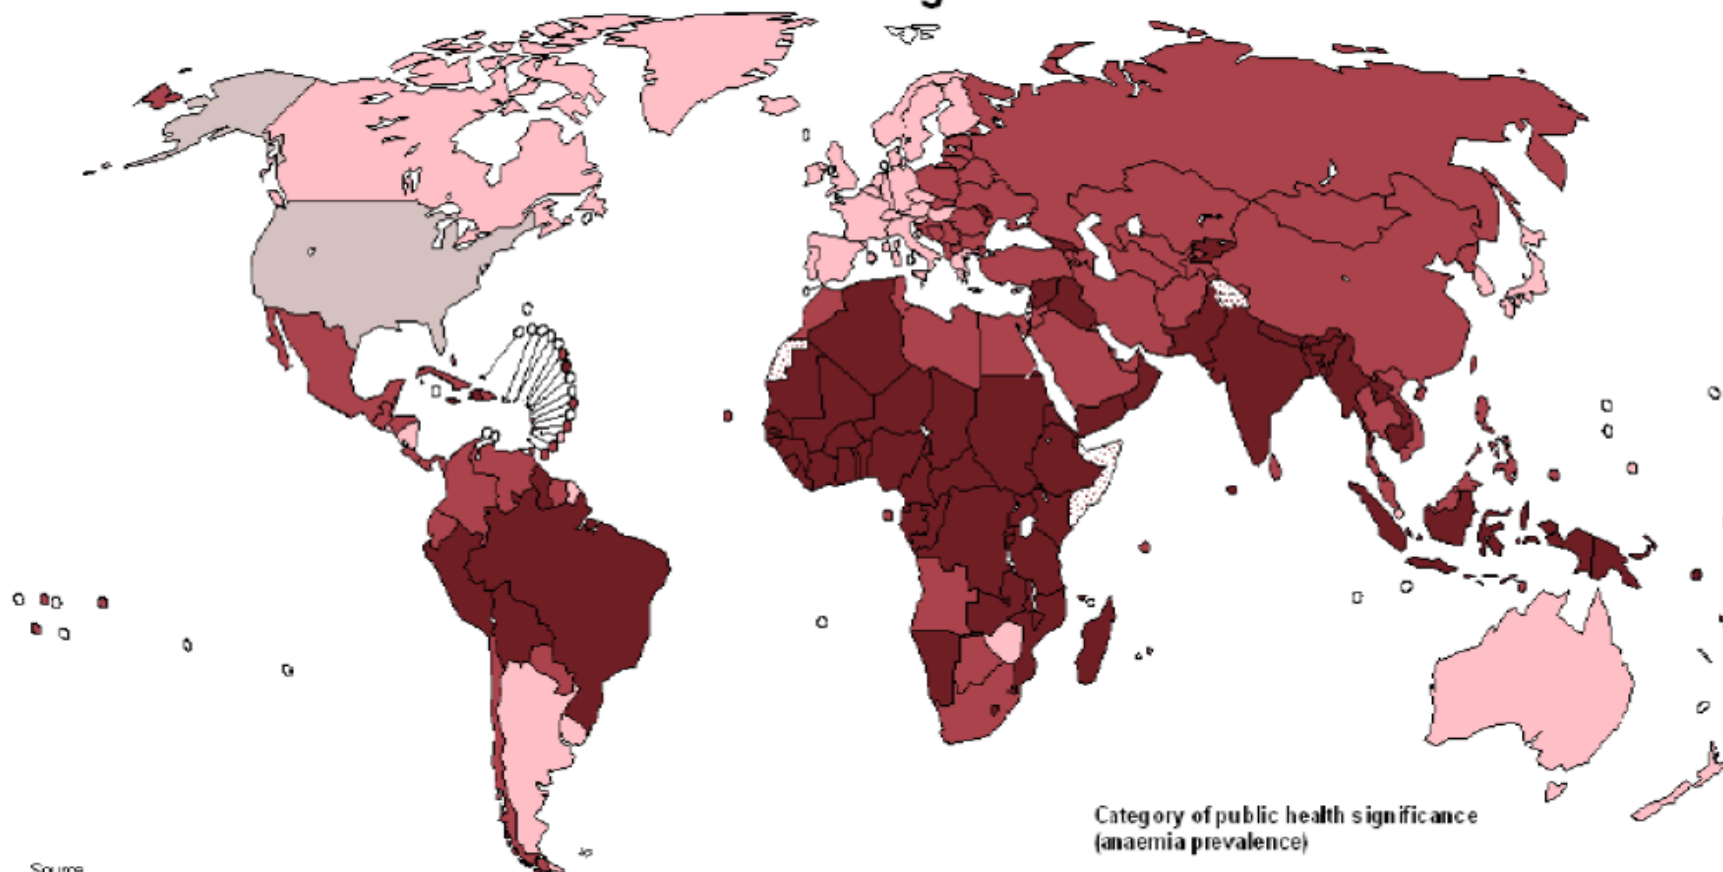 Category of public health significance
(anaemia prevalence)
Source